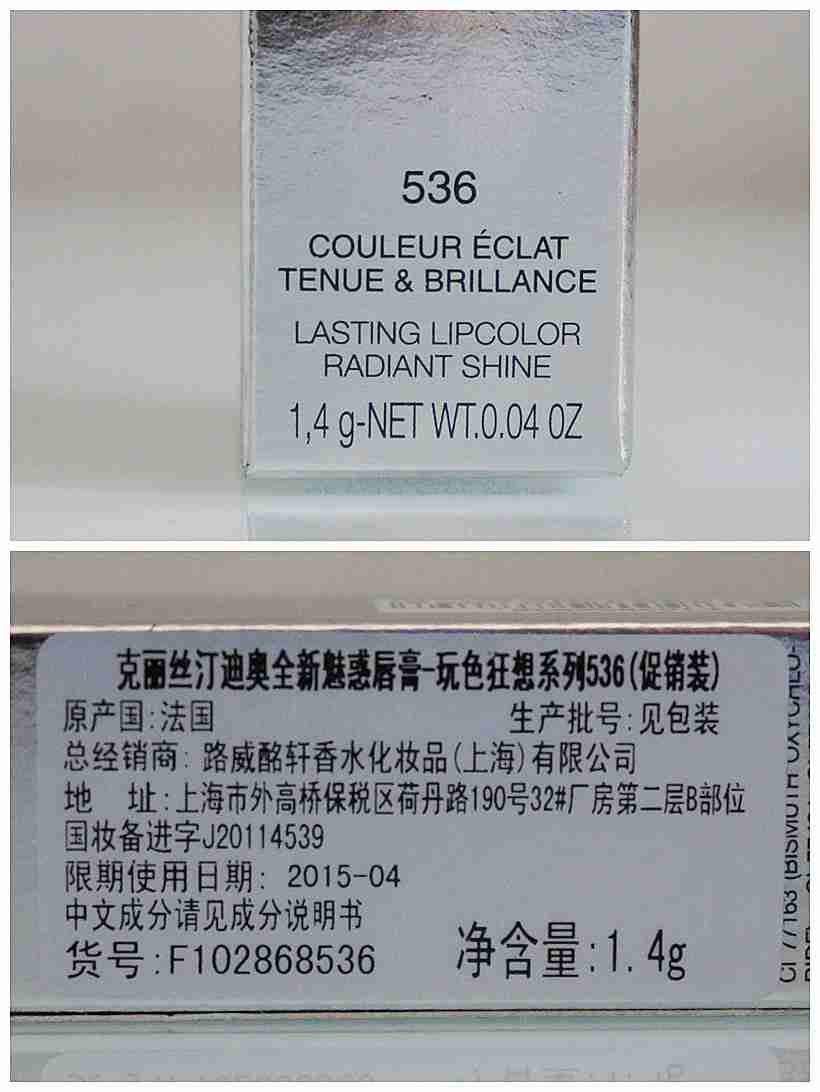 536
COULEUR ÉCLAT
TENUE & BRILLANCE
LASTING LIPCOLOR
RADIANT SHINE
1,4 g-NET WT.0.04 OZ
克丽丝汀迪奥全新魅惑唇膏-玩色狂想系列536(促销装)
原产国:法国 生产批号:见包装
总经销商: 路威酩轩香水化妆品(上海)有限公司
地 址:上海市外高桥保税区荷丹路190号32#厂房第二层B部位
国妆备进字J20114539
限期使用日期: 2015-04
中文成分请见成分说明书
货号:F102868536 净含量:1.4g
CI 77163 (BISMUTH OXYCHLO-